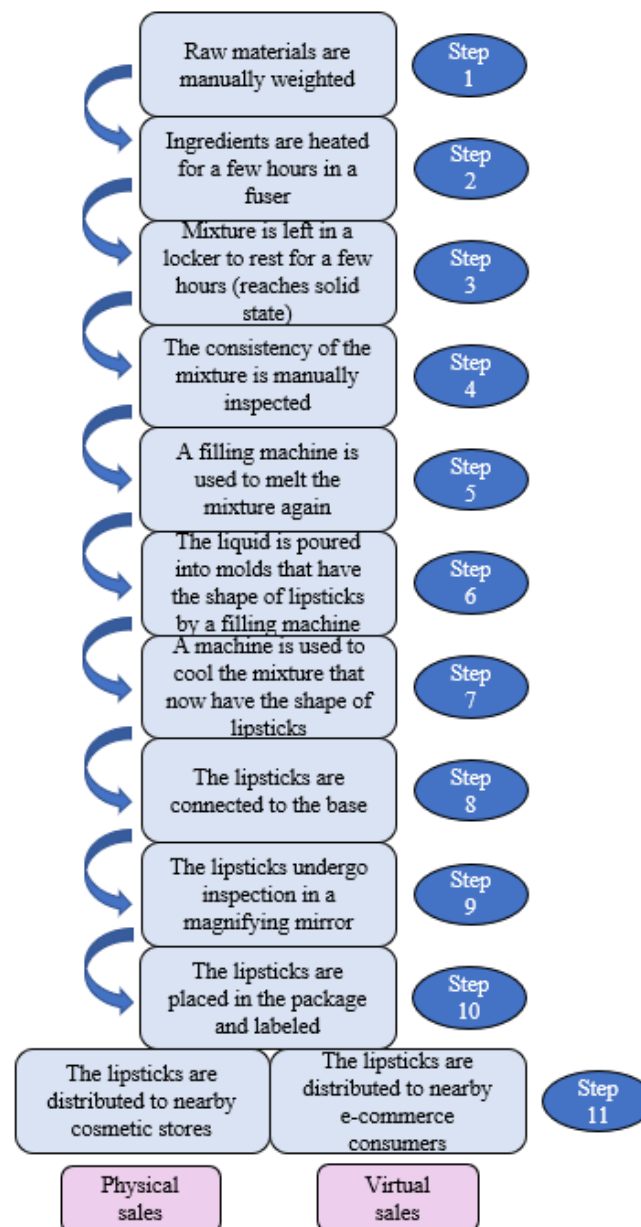 Raw materials are
manually weighted
Step
1
Ingredients are heated
for a few hours in a
fuser
Step
2
Mixture is left in a
locker to rest for a few
hours (reaches solid
state)
Step
3
The consistency of the
mixture is manually
inspected
Step
4
A filling machine is
used to melt the
mixture again
Step
5
The liquid is poured
into molds that have
the shape of lipsticks
by a filling machine
Step
6
A machine is used to
cool the mixture that
now have the shape of
lipsticks
Step
7
The lipsticks are
connected to the base
Step
8
The lipsticks undergo
inspection in a
magnifying mirror
Step
9
The lipsticks are
placed in the package
and labeled
Step
10
The lipsticks are
distributed to nearby
cosmetic stores
The lipsticks are
distributed to nearby
e-commerce
consumers
Step
11
Physical
sales
Virtual
sales